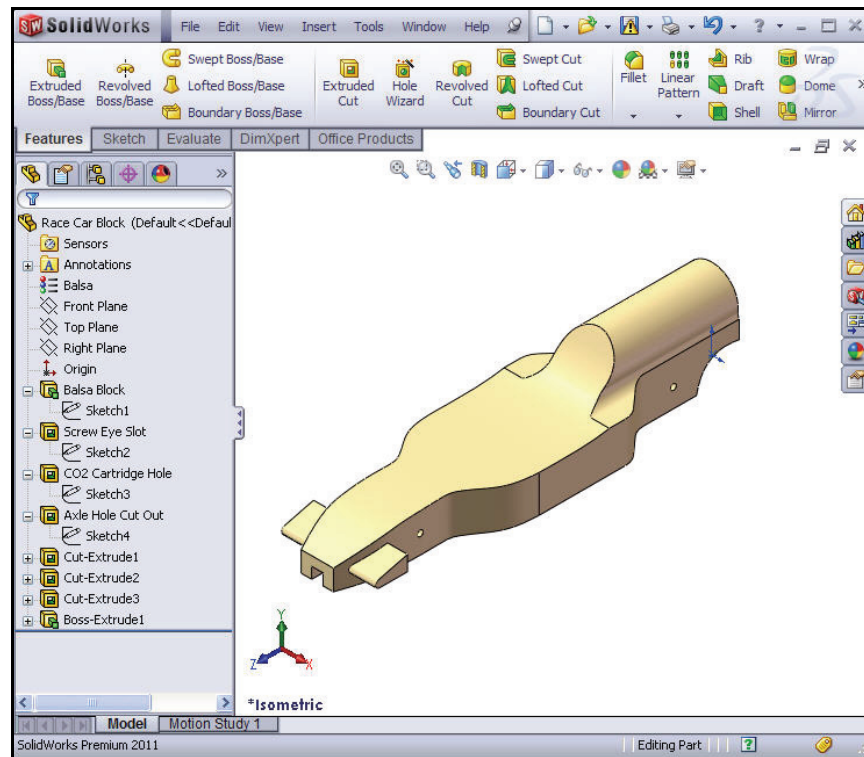 SolidWorks File Edit View Insert Tools Window Help
Extruded Boss/Base
Revolved Boss/Base
Swept Boss/Base
Lofted Boss/Base
Boundary Boss/Base
Extruded Cut
Hole Wizard
Revolved Cut
Swept Cut
Lofted Cut
Boundary Cut
Fillet
Linear Pattern
Rib
Draft
Shell
Wrap
Dome
Mirror
Features Sketch Evaluate DimXpert Office Products
Race Car Block (Default<<Defaul
Sensors
Annotations
Balsa
Front Plane
Top Plane
Right Plane
Origin
Balsa Block
Sketch1
Screw Eye Slot
Sketch2
CO2 Cartridge Hole
Sketch3
Axle Hole Cut Out
Sketch4
Cut-Extrude1
Cut-Extrude2
Cut-Extrude3
Boss-Extrude1
Y
Z X
*Isometric
Model Motion Study 1
SolidWorks Premium 2011 Editing Part